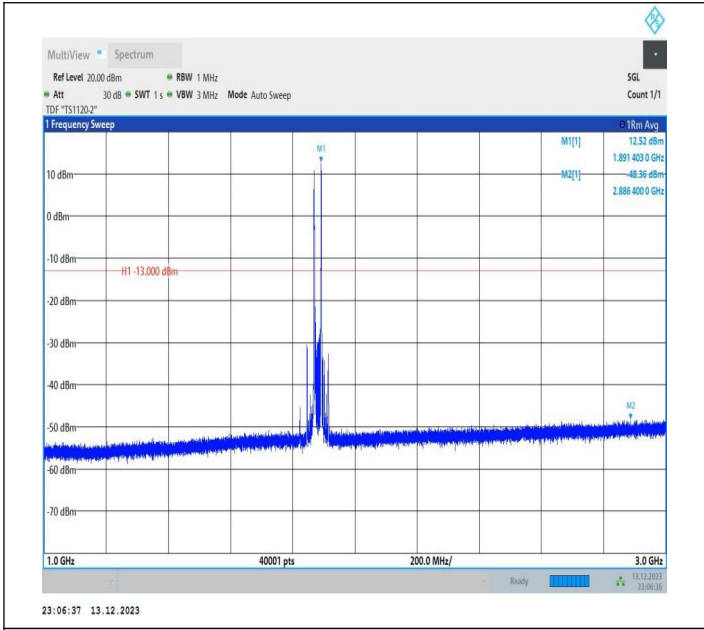 R&S
MultiView Spectrum
Ref Level 20.00 dBm RBW 1 MHz SGL
Att 30 dB SWT 1 s VBW 3 MHz Mode Auto Sweep Count 1/1
TDF "TS1120-2"
1 Frequency Sweep 1Rm Avg
M1[1] 12.52 dBm
1.891 403 0 GHz
M2[1] -48.36 dBm
2.886 400 0 GHz
M1
10 dBm
0 dBm
-10 dBm
H1 -13.000 dBm
-20 dBm
-30 dBm
-40 dBm
M2
-50 dBm
-60 dBm
-70 dBm
1.0 GHz 40001 pts 200.0 MHz/ 3.0 GHz
Ready 13.12.2023
23:06:36
23:06:37 13.12.2023